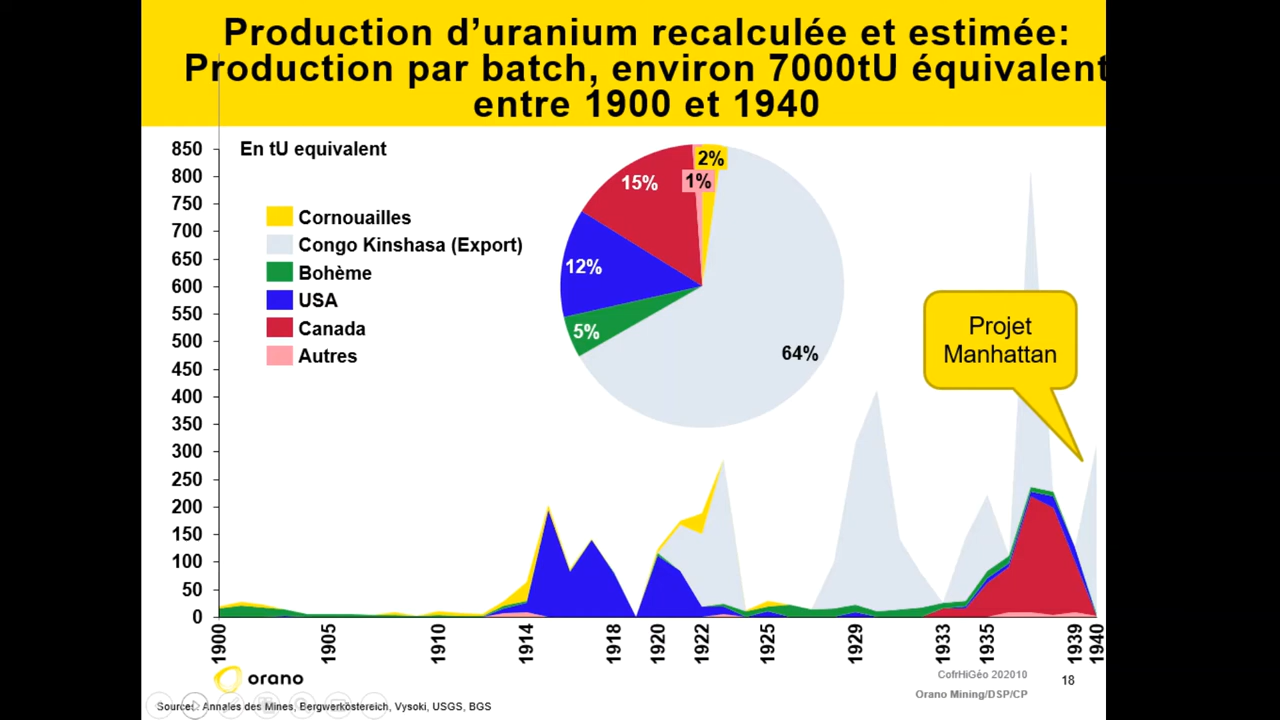 Production d’uranium recalculée et estimée:
Production par batch, environ 7000tU équivalent
entre 1900 et 1940
En tU equivalent
850
800
750
700
650
600
550
500
450
400
350
300
250
200
150
100
50
0
Cornouailles
Congo Kinshasa (Export)
Bohème
USA
Canada
Autres
2%
1%
15%
12%
5%
64%
Projet
Manhattan
1900
1905
1910
1914
1918
1920
1922
1925
1929
1933
1935
1939
1940
orano
CofrHiGéo 202010
Orano Mining/DSP/CP
18
Source: Annales des Mines, Bergwerköstereich, Vysoki, USGS, BGS